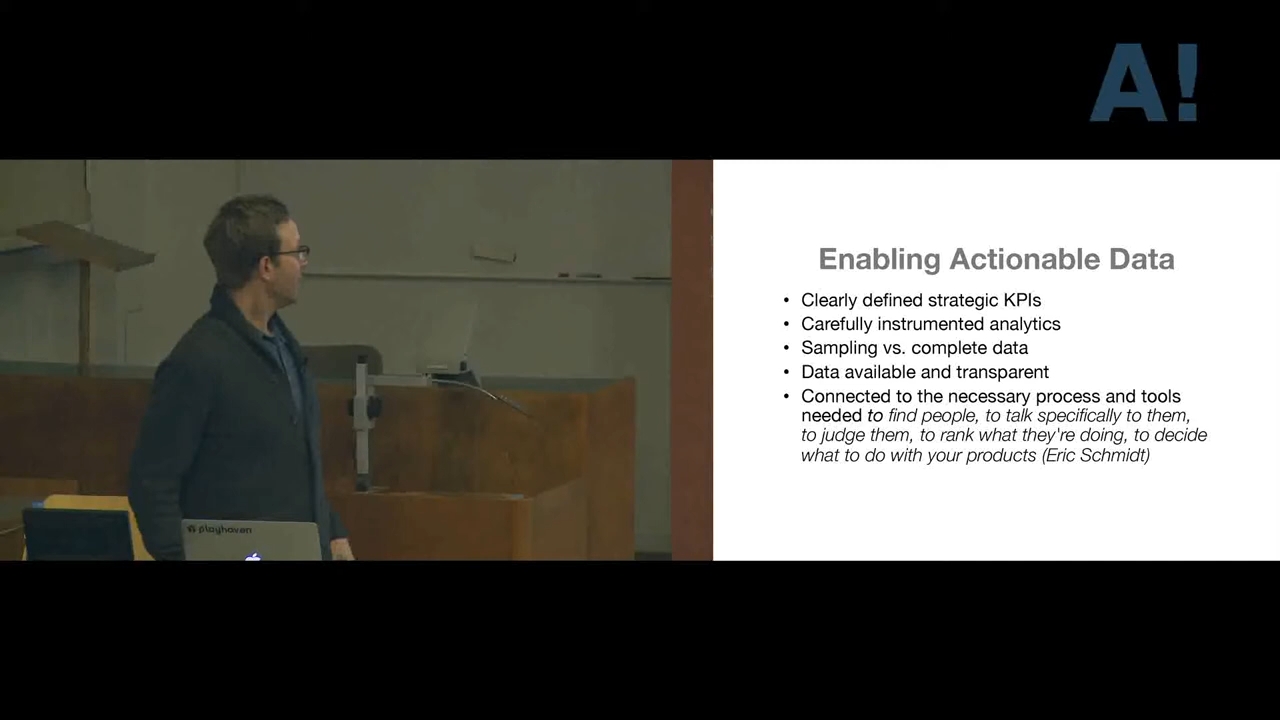 A!
Enabling Actionable Data
• Clearly defined strategic KPIs
• Carefully instrumented analytics
• Sampling vs. complete data
• Data available and transparent
• Connected to the necessary process and tools
needed to find people, to talk specifically to them,
to judge them, to rank what they're doing, to decide
what to do with your products (Eric Schmidt)
playhaven